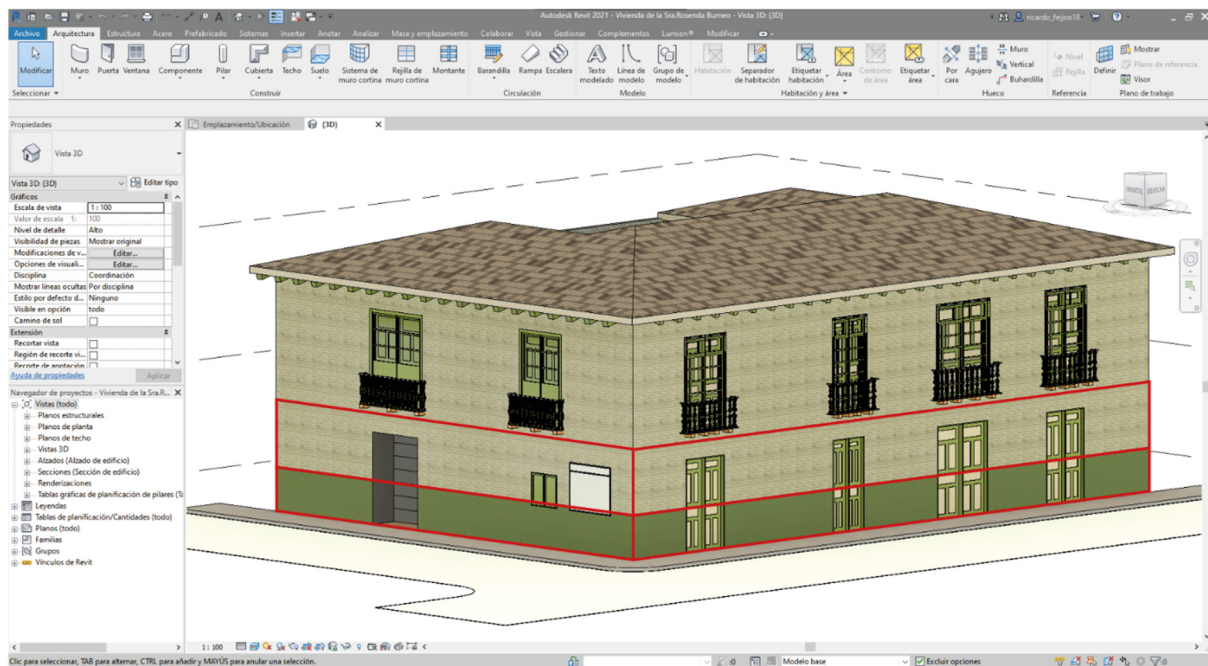 Autodesk Revit 2021 - Vivienda de la Sra.Rosenda Burneo - Vista 3D: {3D}
ricardo_feijoo18
Archivo Arquitectura Estructura Acero Prefabricado Sistemas Insertar Anotar Analizar Masa y emplazamiento Colaborar Vista Gestionar Complementos Lumion® Modificar
Modificar Muro Puerta Ventana Componente Pilar Cubierta Techo Suelo Sistema de muro cortina Rejilla de muro cortina Montante Barandilla Rampa Escalera Texto modelado Línea de modelo Grupo de modelo Habitación Separador de habitación Etiquetar habitación Área Contorno de área Etiquetar área Por cara Agujero Muro Vertical Buhardilla Nivel Rejilla Definir Mostrar Plano de referencia Visor
Seleccionar Construir Circulación Modelo Habitación y área Hueco Referencia Plano de trabajo
Propiedades
Emplazamiento/Ubicación
{3D}
Vista 3D
Vista 3D: {3D} Editar tipo
Gráficos
Escala de vista 1 : 100
Valor de escala 1: 100
Nivel de detalle Alto
Visibilidad de piezas Mostrar original
Modificaciones de v... Editar...
Opciones de visuali... Editar...
Disciplina Coordinación
Mostrar líneas ocultas Por disciplina
Estilo por defecto d... Ninguno
Visible en opción todo
Camino de sol
Extensión
Recortar vista
Región de recorte vi...
Recorte de anotación
Ayuda de propiedades Aplicar
Navegador de proyectos - Vivienda de la Sra.R...
Vistas (todo)
Planos estructurales
Planos de planta
Planos de techo
Vistas 3D
Alzados (Alzado de edificio)
Secciones (Sección de edificio)
Renderizaciones
Tablas gráficas de planificación de pilares (Ta
Leyendas
Tablas de planificación/Cantidades (todo)
Planos (todo)
Familias
Grupos
Vínculos de Revit
1 : 100
Clic para seleccionar, TAB para alternar, CTRL para añadir y MAYÚS para anular una selección.
:0
Modelo base
Excluir opciones
:0